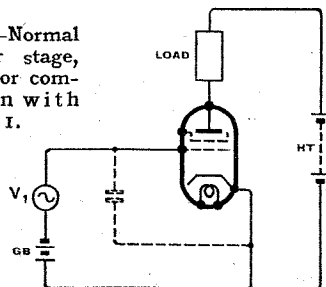 —Normal
r stage,
or com-
n with
I.
LOAD
HT
V1
GB